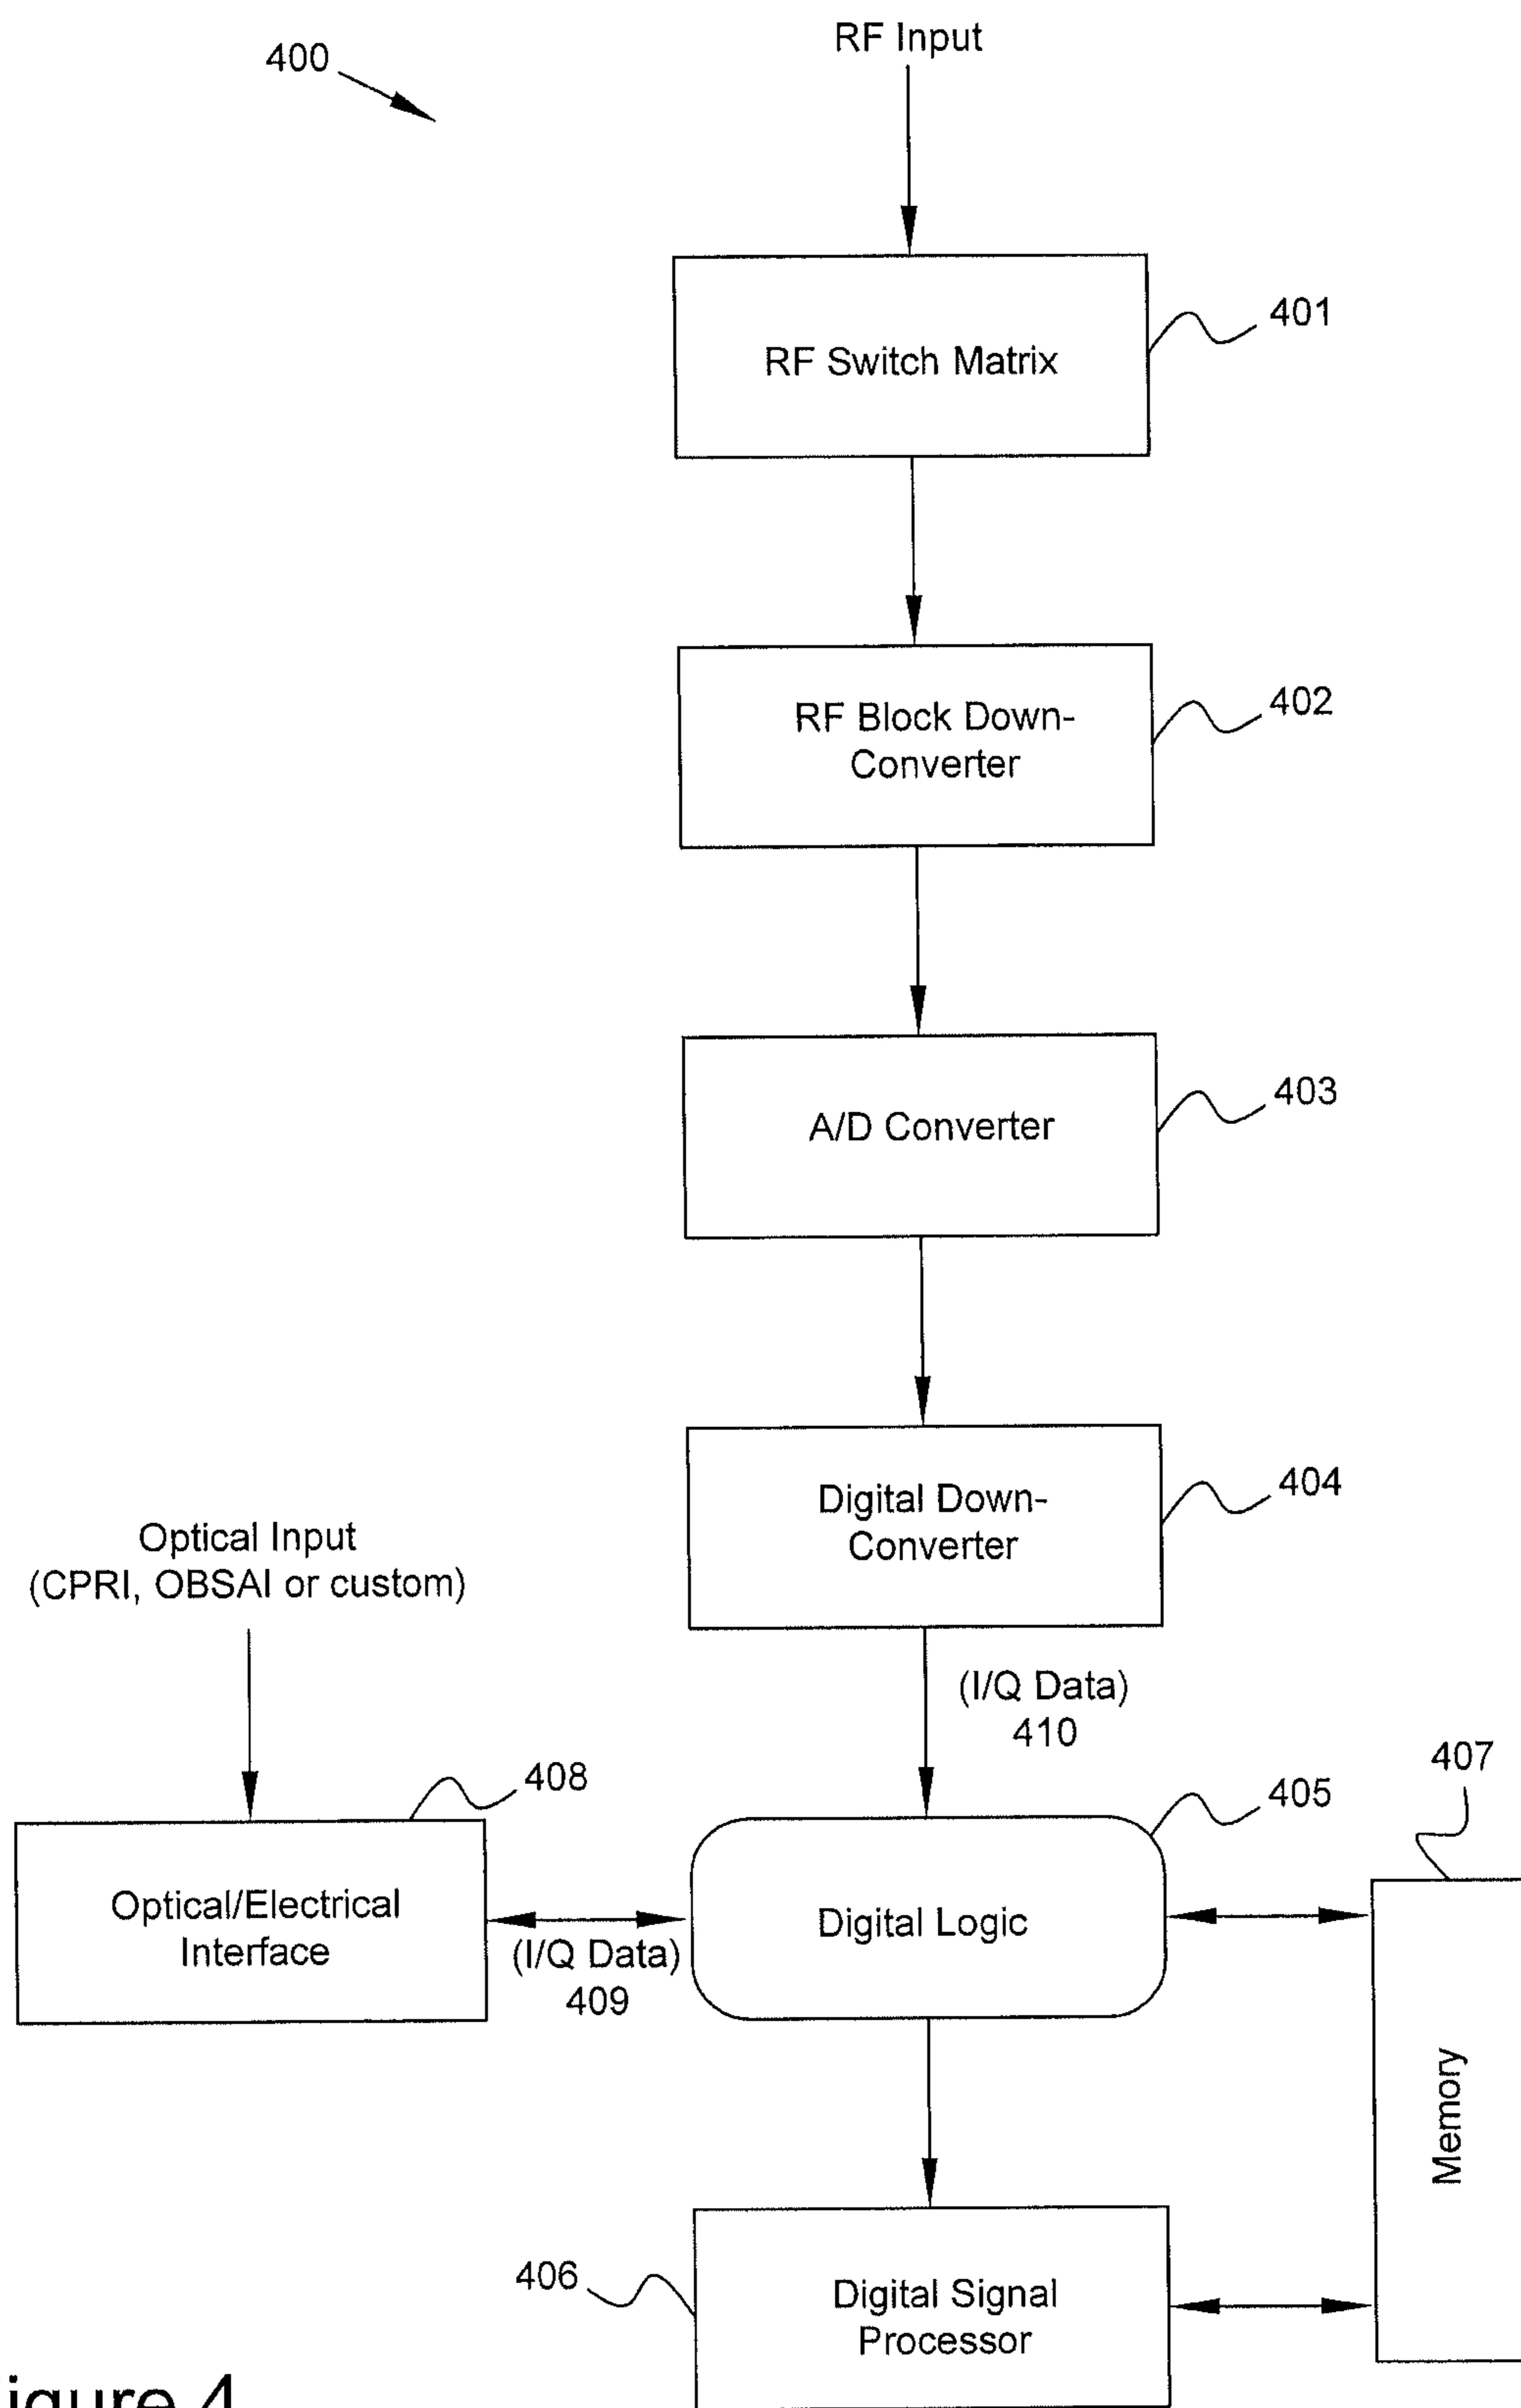 400
RF Input
401
RF Switch Matrix
402
RF Block Down-
Converter
403
A/D Converter
404
Digital Down-
Converter
Optical Input
(CPRI, OBSAI or custom)
(I/Q Data)
410
407
408
405
Optical/Electrical
Interface
(I/Q Data)
409
Digital Logic
Memory
406
Digital Signal
Processor
igure 4